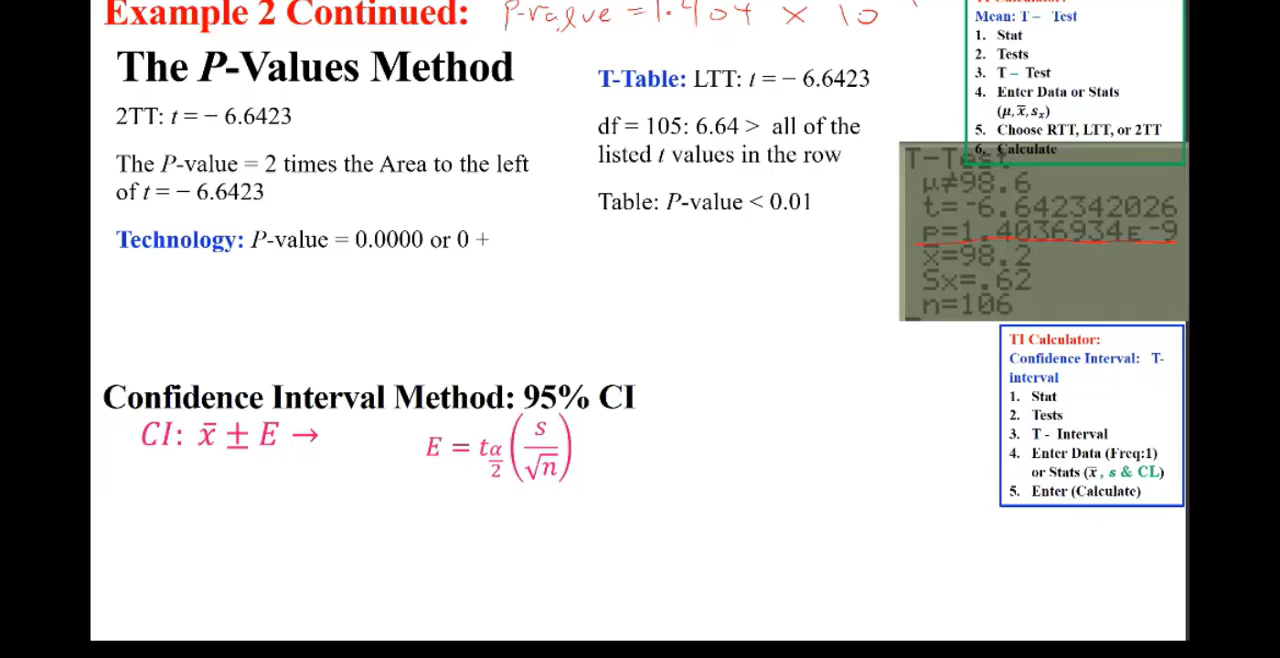 Example 2 Continued: P-value = 1.404 × 10
The P-Values Method
2TT: t = − 6.6423
The P-value = 2 times the Area to the left
of t = − 6.6423
Technology: P-value = 0.0000 or 0 +
T-Table: LTT: t = − 6.6423
df = 105: 6.64 > all of the
listed t values in the row
Table: P-value < 0.01
Mean: T − Test
1. Stat
2. Tests
3. T − Test
4. Enter Data or Stats
(μ, x̄, sₓ)
5. Choose RTT, LTT, or 2TT
6. Calculate
T-Test
μ≠98.6
t=-6.642342026
P=1.4036934E-9
x̄=98.2
Sx=.62
n=106
Confidence Interval Method: 95% CI
CI: x̄ ± E → E = tα/2 (s/√n)
TI Calculator:
Confidence Interval: T-
interval
1. Stat
2. Tests
3. T - Interval
4. Enter Data (Freq:1)
or Stats (x̄, s & CL)
5. Enter (Calculate)